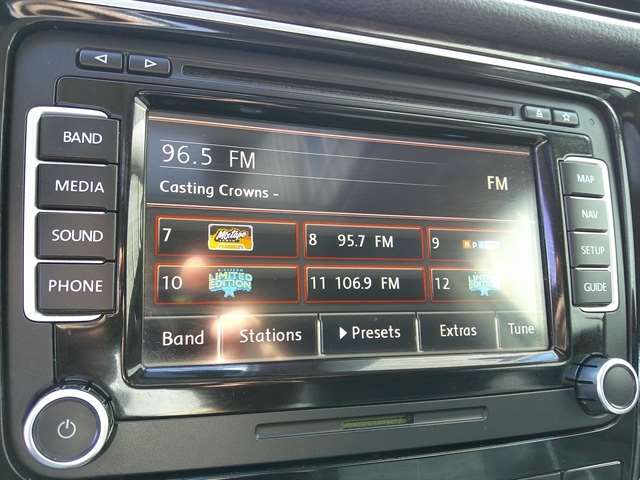 BAND
MEDIA
SOUND
PHONE
96.5 FM
Casting Crowns -
FM
7 Mixtape
8 95.7 FM
9
10 LIMITED EDITION
11 106.9 FM
12 LIMITED EDITION
Band
Stations
Presets
Extras
Tune
MAP
NAV
SETUP
GUIDE